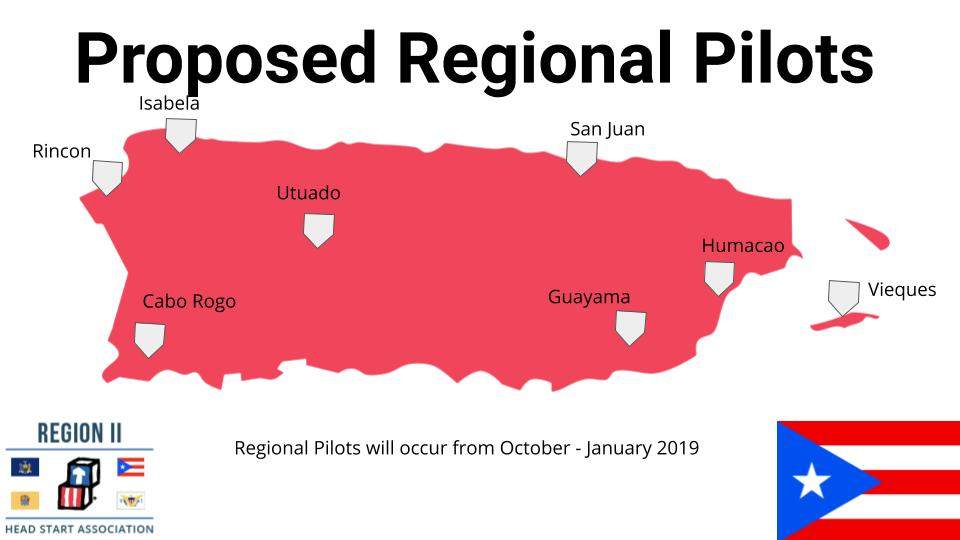 Proposed Regional Pilots
Isabela
San Juan
Rincon
Utuado
Humacao
Vieques
Guayama
Cabo Rogo
REGION II
Regional Pilots will occur from October - January 2019
HEAD START ASSOCIATION